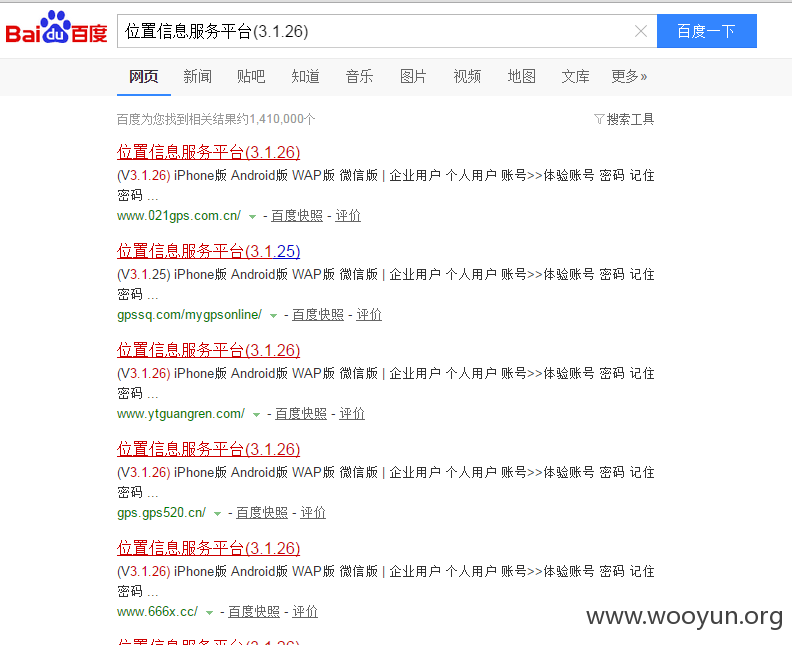 Bai du 百度 位置信息服务平台(3.1.26) 百度一下
网页 新闻 贴吧 知道 音乐 图片 视频 地图 文库 更多»
百度为您找到相关结果约1,410,000个 搜索工具
位置信息服务平台(3.1.26)
(V3.1.26) iPhone版 Android版 WAP版 微信版 | 企业用户 个人用户 账号>>体验账号 密码 记住
密码 ...
www.021gps.com.cn/ - 百度快照 - 评价
位置信息服务平台(3.1.25)
(V3.1.25) iPhone版 Android版 WAP版 微信版 | 企业用户 个人用户 账号>>体验账号 密码 记住
密码 ...
gpssq.com/mygpsonline/ - 百度快照 - 评价
位置信息服务平台(3.1.26)
(V3.1.26) iPhone版 Android版 WAP版 微信版 | 企业用户 个人用户 账号>>体验账号 密码 记住
密码 ...
www.ytguangren.com/ - 百度快照 - 评价
位置信息服务平台(3.1.26)
(V3.1.26) iPhone版 Android版 WAP版 微信版 | 企业用户 个人用户 账号>>体验账号 密码 记住
密码 ...
gps.gps520.cn/ - 百度快照 - 评价
位置信息服务平台(3.1.26)
(V3.1.26) iPhone版 Android版 WAP版 微信版 | 企业用户 个人用户 账号>>体验账号 密码 记住
密码 ...
www.666x.cc/ - 百度快照 - 评价
www.wooyun.org
位置信息服务平台(3.1.26)